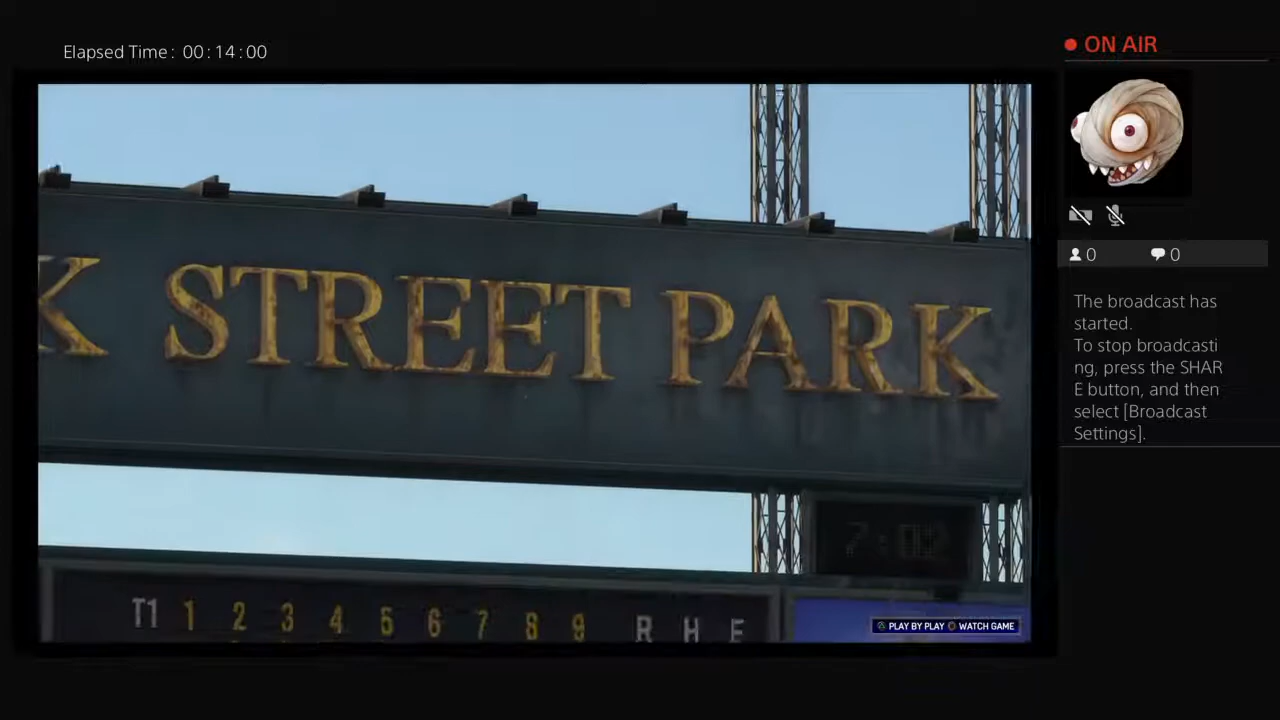 Elapsed Time: 00:14:00
ON AIR
K STREET PARK
0 0
The broadcast has
started.
To stop broadcasti
ng, press the SHAR
E button, and then
select [Broadcast
Settings].
7:02
T1 1 2 3 4 5 6 7 8 9 R H E
PLAY BY PLAY WATCH GAME